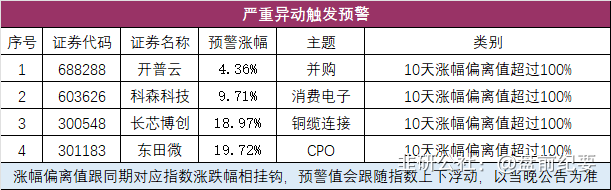 严重异动触发预警
序号 证券代码 证券名称 预警涨幅 主题 类别
1 688288 开普云 4.36% 并购 10天涨幅偏离值超过100%
2 603626 科森科技 9.71% 消费电子 10天涨幅偏离值超过100%
3 300548 长芯博创 18.97% 铜缆连接 10天涨幅偏离值超过100%
4 301183 东田微 19.72% CPO 10天涨幅偏离值超过100%
涨幅偏离值跟同期对应指数涨跌幅相挂钩，预警值会跟随指数上下浮动，以当晚公告为准